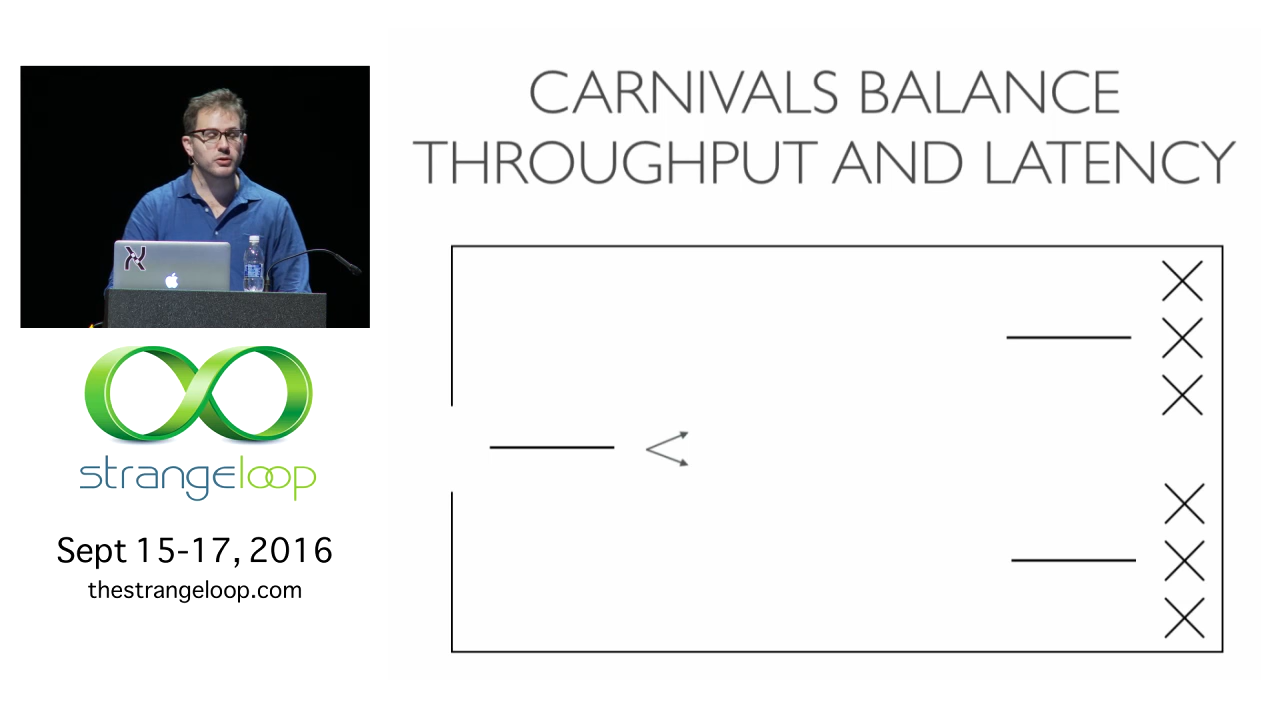 CARNIVALS BALANCE
THROUGHPUT AND LATENCY
strangeloop
Sept 15-17, 2016
thestrangeloop.com